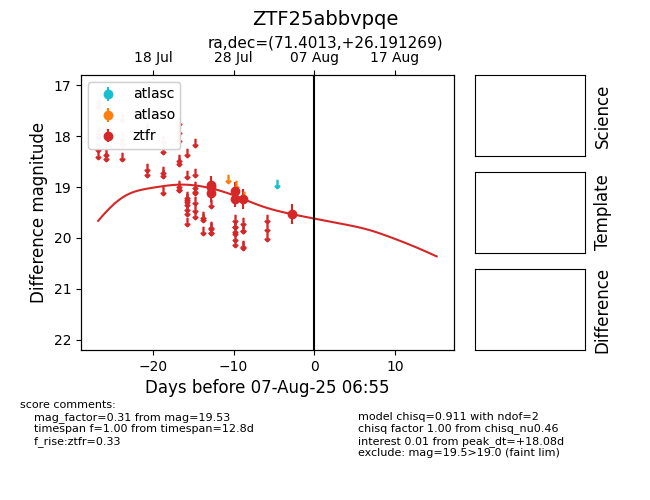 ZTF25abbvpqe
ra,dec=(71.4013,+26.191269)
18 Jul 28 Jul 07 Aug 17 Aug
17
18
19
20
21
22
Difference magnitude
atlasc
atlaso
ztfr
−20 −10 0 10
Days before 07-Aug-25 06:55
Science
Template
Difference
score comments:
mag_factor=0.31 from mag=19.53
timespan f=1.00 from timespan=12.8d
f_rise:ztfr=0.33
model chisq=0.911 with ndof=2
chisq factor 1.00 from chisq_nu0.46
interest 0.01 from peak_dt=+18.08d
exclude: mag=19.5>19.0 (faint lim)